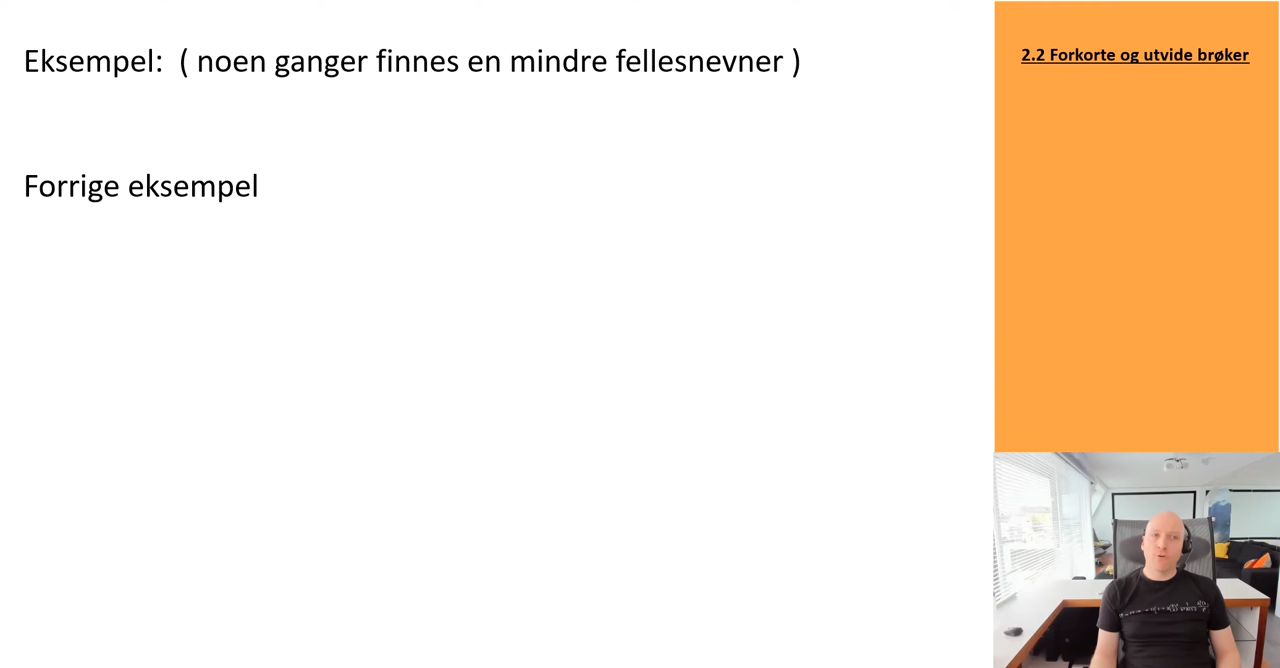 Eksempel: ( noen ganger finnes en mindre fellesnevner )
Forrige eksempel
2.2 Forkorte og utvide brøker